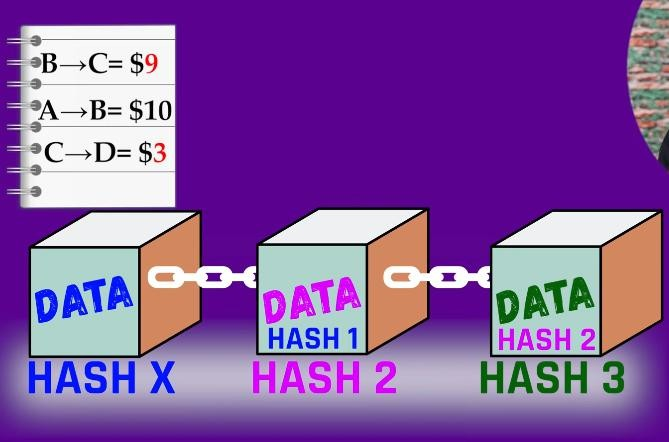 B→C= $9
A→B= $10
C→D= $3
DATA
HASH X
DATA
HASH 1
HASH 2
DATA
HASH 2
HASH 3